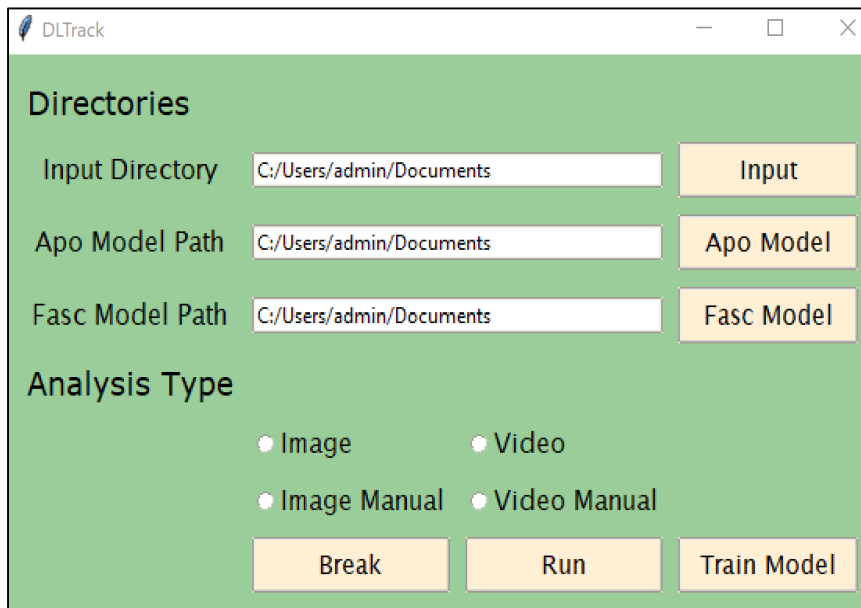 DLTrack
Directories
Input Directory C:/Users/admin/Documents Input
Apo Model Path C:/Users/admin/Documents Apo Model
Fasc Model Path C:/Users/admin/Documents Fasc Model
Analysis Type
Image Video
Image Manual Video Manual
Break Run Train Model